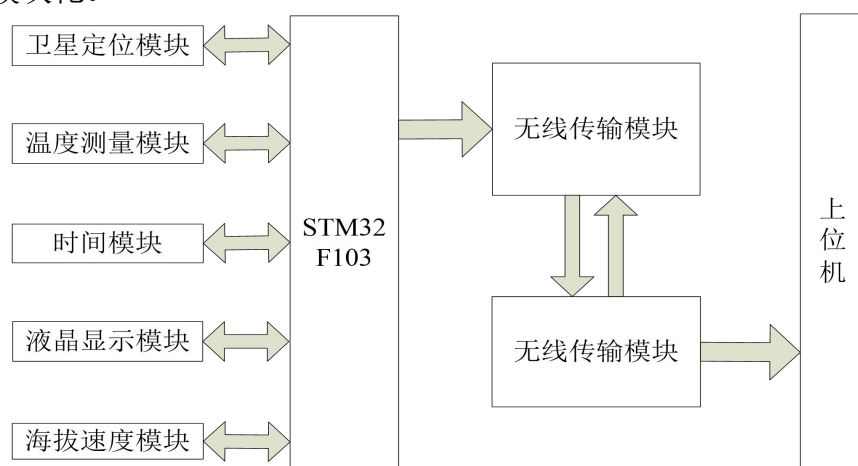 卫星定位模块
温度测量模块
时间模块
液晶显示模块
海拔速度模块
STM32
F103
无线传输模块
无线传输模块
上
位
机